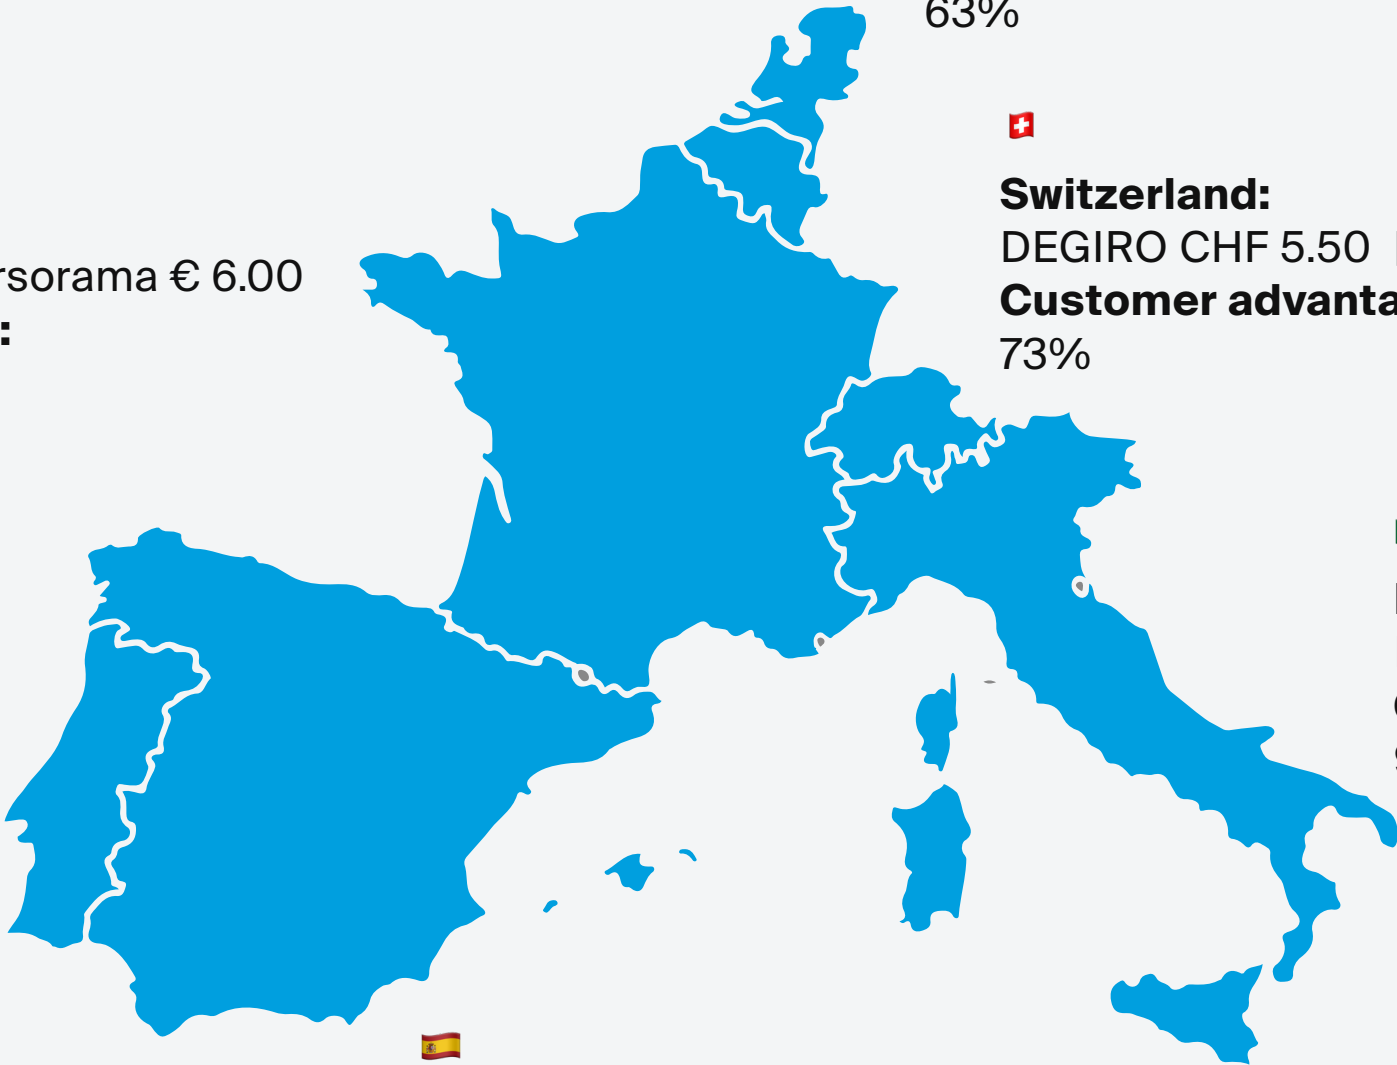 63%
rsorama € 6.00
:
Switzerland:
DEGIRO CHF 5.50
Customer advanta
73%